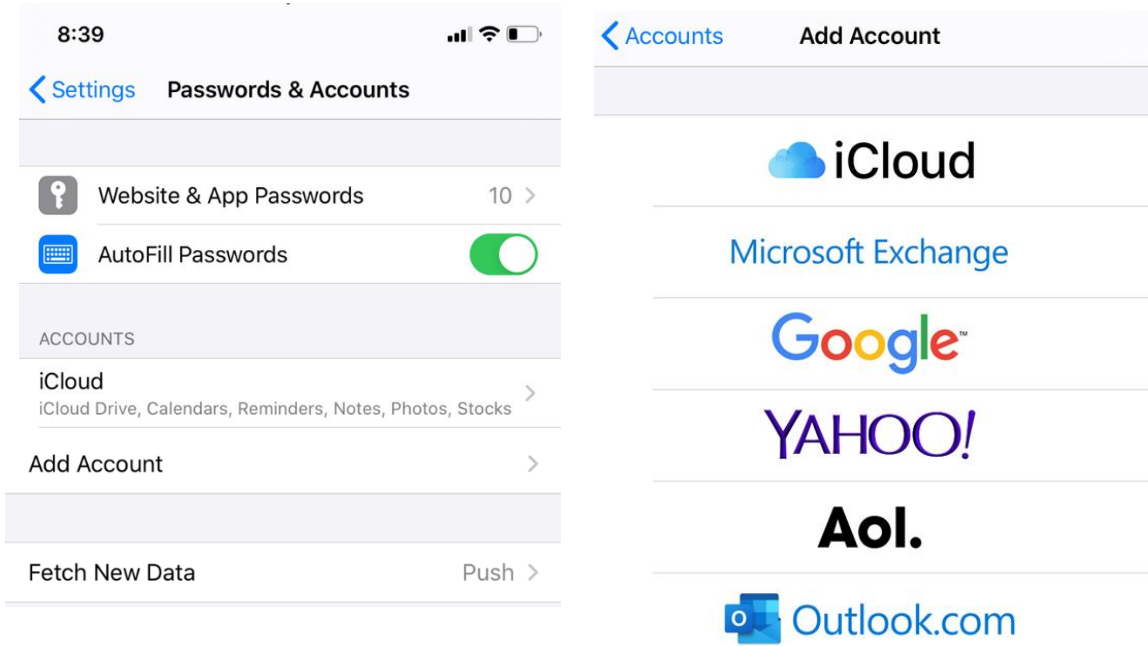 8:39
Settings Passwords & Accounts
Website & App Passwords 10
AutoFill Passwords
ACCOUNTS
iCloud
iCloud Drive, Calendars, Reminders, Notes, Photos, Stocks
Add Account
Fetch New Data Push
Accounts Add Account
iCloud
Microsoft Exchange
Google™
YAHOO!
Aol.
Outlook.com